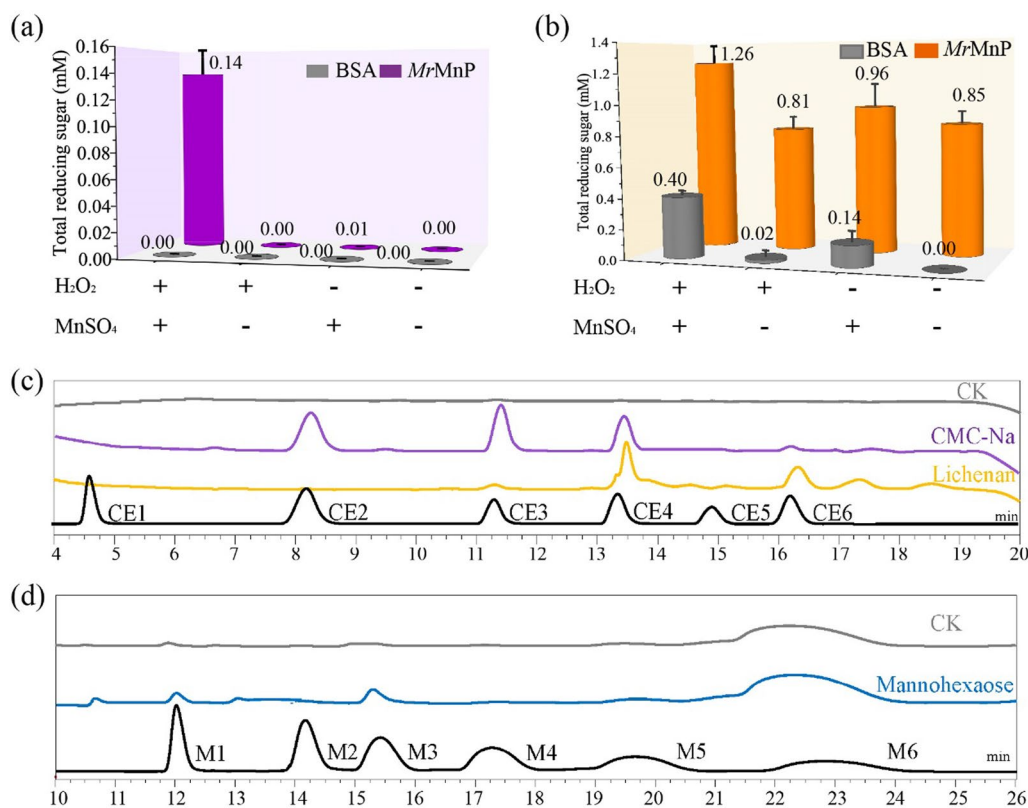 (a)
Total reducing sugar (mM)
0.16
0.14
0.12
0.10
0.08
0.06
0.04
0.02
0.00
BSA MrMnP
0.14
0.00 0.01 0.00
0.00 0.00 0.00 0.00
H₂O₂ + + - -
MnSO₄ + - + -
(b)
Total reducing sugar (mM)
1.4
1.2
1.0
0.8
0.6
0.4
0.2
0.0
BSA MrMnP
1.26 0.81 0.96 0.85
0.40 0.02 0.14 0.00
H₂O₂ + + - -
MnSO₄ + - + -
(c)
CK
CMC-Na
Lichenan
CE1 CE2 CE3 CE4 CE5 CE6 min
4 5 6 7 8 9 10 11 12 13 14 15 16 17 18 19 20
(d)
CK
Mannohexaose
M1 M2 M3 M4 M5 M6 min
10 11 12 13 14 15 16 17 18 19 20 21 22 23 24 25 26